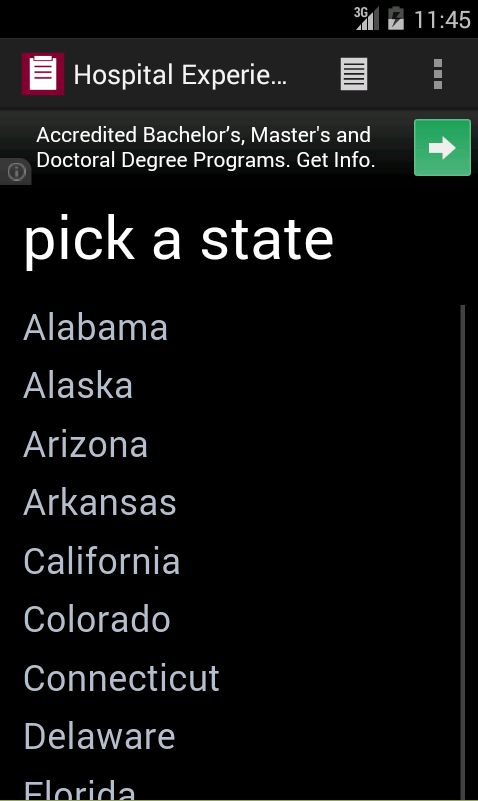 3G 11:45
Hospital Experie...
Accredited Bachelor's, Master's and
Doctoral Degree Programs. Get Info.
pick a state
Alabama
Alaska
Arizona
Arkansas
California
Colorado
Connecticut
Delaware
Florida